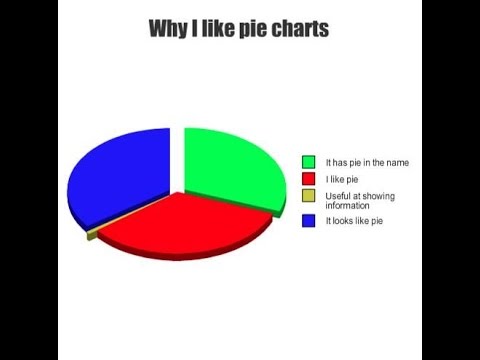 Why I like pie charts
It has pie in the name
I like pie
Useful at showing
information
It looks like pie